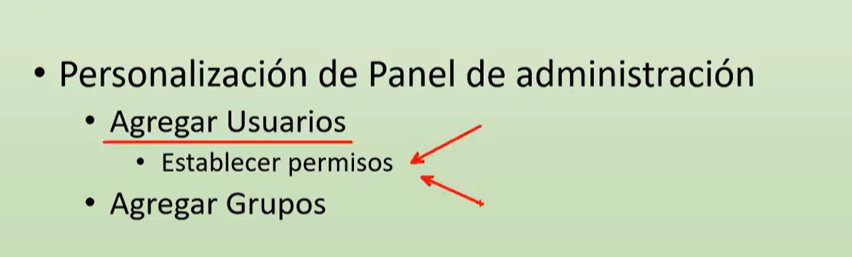 • Personalización de Panel de administración
• Agregar Usuarios
• Establecer permisos
• Agregar Grupos